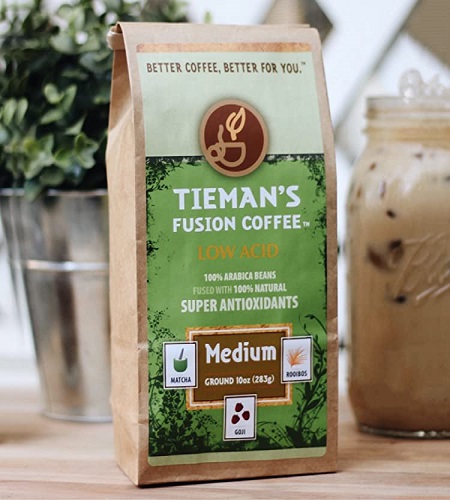 BETTER COFFEE, BETTER FOR YOU.™
TIEMAN'S
FUSION COFFEE™
LOW ACID
100% ARABICA BEANS
FUSED WITH 100% NATURAL
SUPER ANTIOXIDANTS
Medium
GROUND 10oz (283g)
MATCHA
ROOIBOS
GOJI